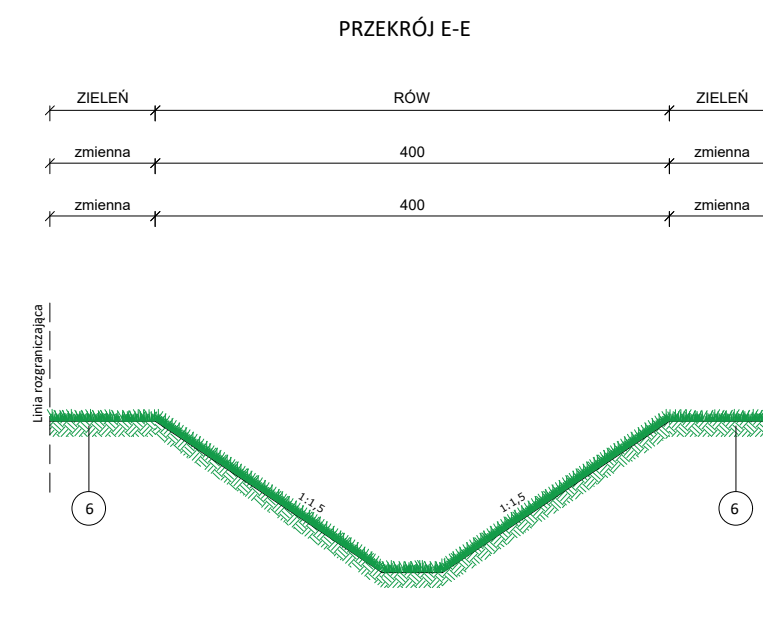 PRZEKRÓJ E-E
ZIELEŃ RÓW ZIELEŃ
zmienna 400 zmienna
zmienna 400 zmienna
Linia rozgraniczająca
1:1,5 1:1,5
6 6